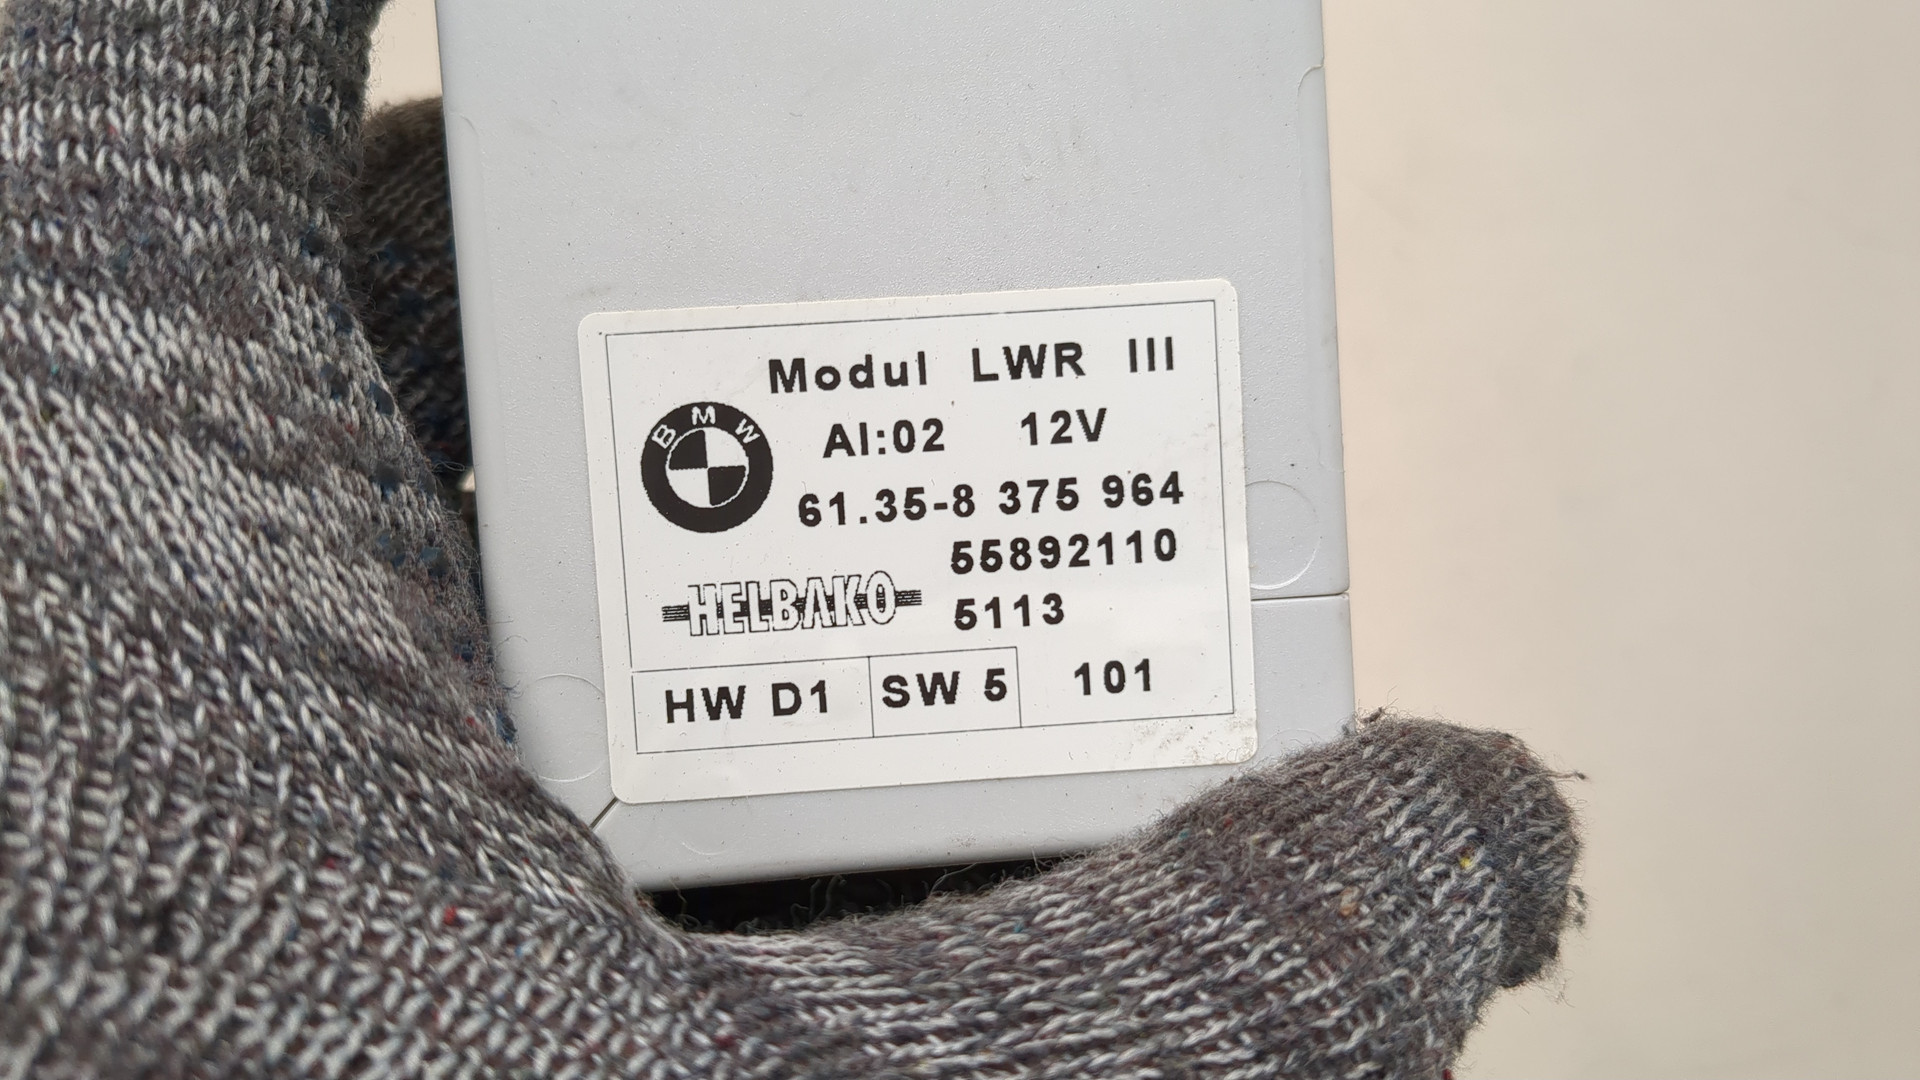 Modul LWR III
BMW
AI:02 12V
61.35-8 375 964
55892110
HELBAKO
5113
HW D1 SW 5 101